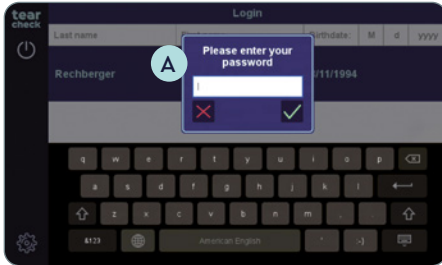 tear
check
Login
Last name
Birthdate: M d yyyy
Please enter your
password
A
Rechberger
/11/1994
q w e r t y u i o p
a s d f g h j k l
z x c v b n m , .
&123
American English
' :-)